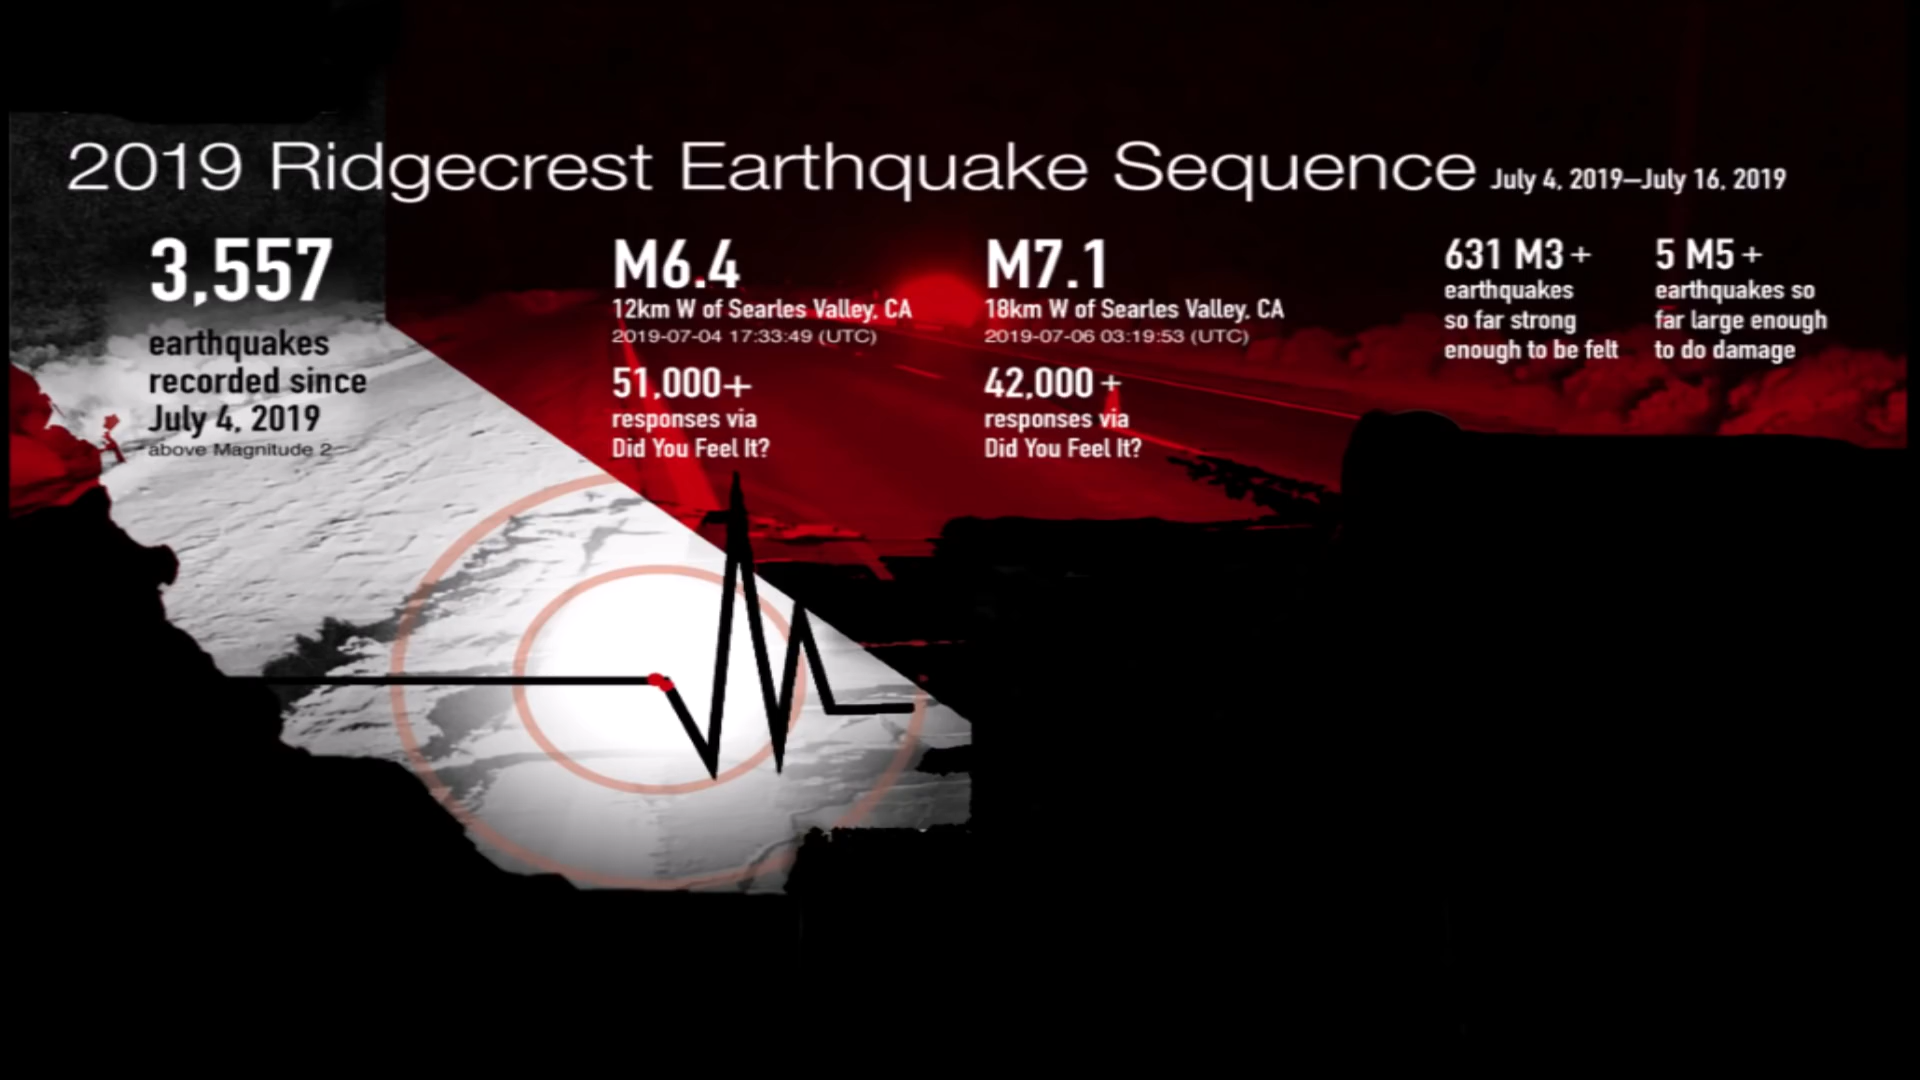 2019 Ridgecrest Earthquake Sequence July 4, 2019–July 16, 2019
3,557
earthquakes
recorded since
July 4, 2019
above Magnitude 2
M6.4
12km W of Searles Valley, CA
2019-07-04 17:33:49 (UTC)
51,000+
responses via
Did You Feel It?
M7.1
18km W of Searles Valley, CA
2019-07-06 03:19:53 (UTC)
42,000+
responses via
Did You Feel It?
631 M3+
earthquakes
so far strong
enough to be felt
5 M5+
earthquakes so
far large enough
to do damage